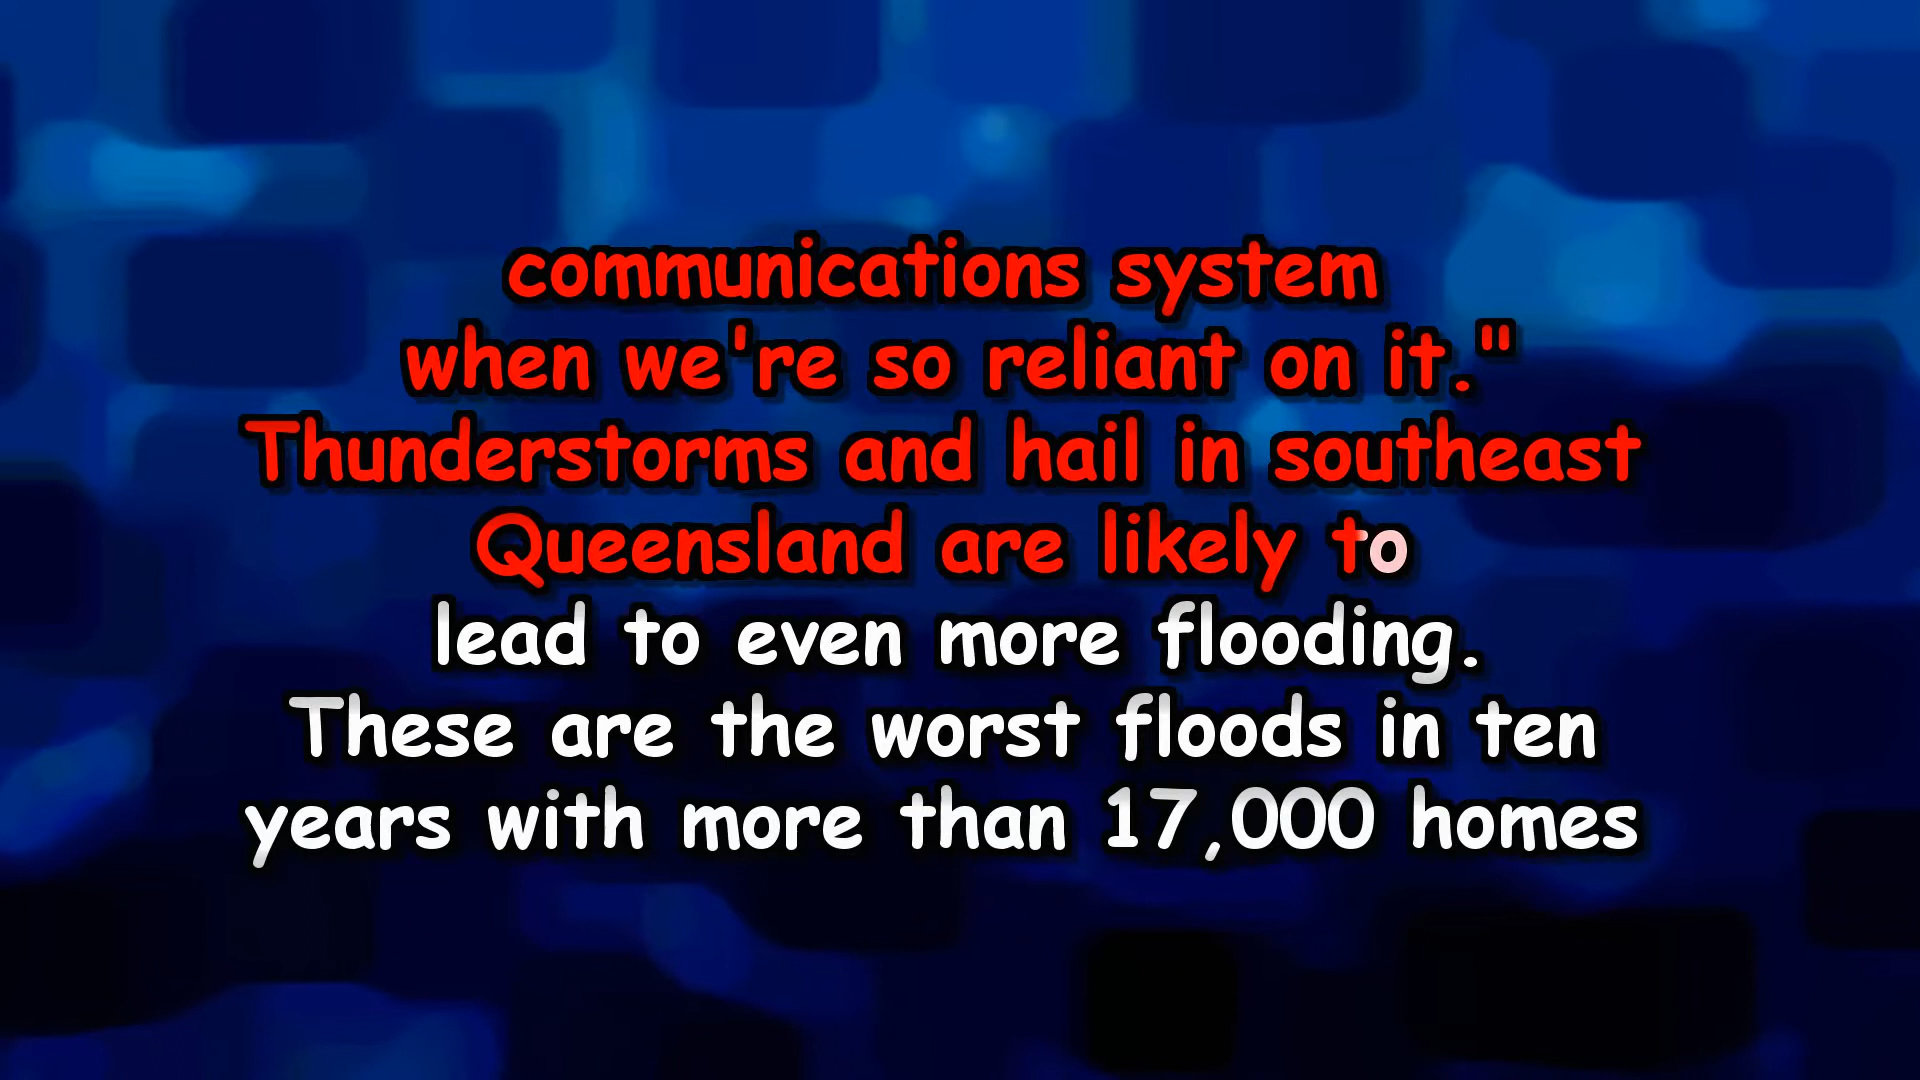 communications system
when we're so reliant on it."
Thunderstorms and hail in southeast
Queensland are likely to
lead to even more flooding.
These are the worst floods in ten
years with more than 17,000 homes